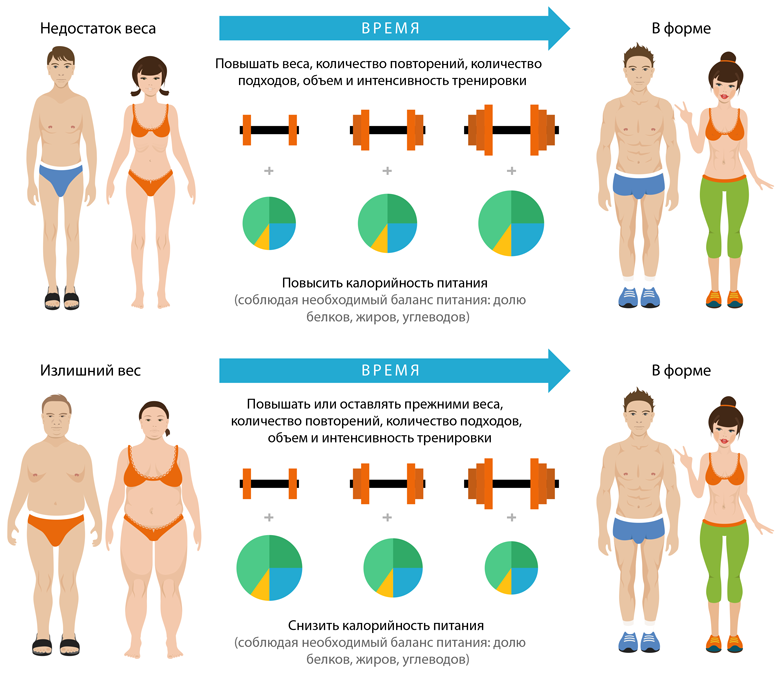 Недостаток веса
ВРЕМЯ
В форме
Повышать веса, количество повторений, количество
подходов, объем и интенсивность тренировки
+
+
+
Повысить калорийность питания
(соблюдая необходимый баланс питания: долю
белков, жиров, углеводов)
Излишний вес
ВРЕМЯ
В форме
Повышать или оставлять прежними веса,
количество повторений, количество подходов,
объем и интенсивность тренировки
+
+
+
Снизить калорийность питания
(соблюдая необходимый баланс питания: долю
белков, жиров, углеводов)